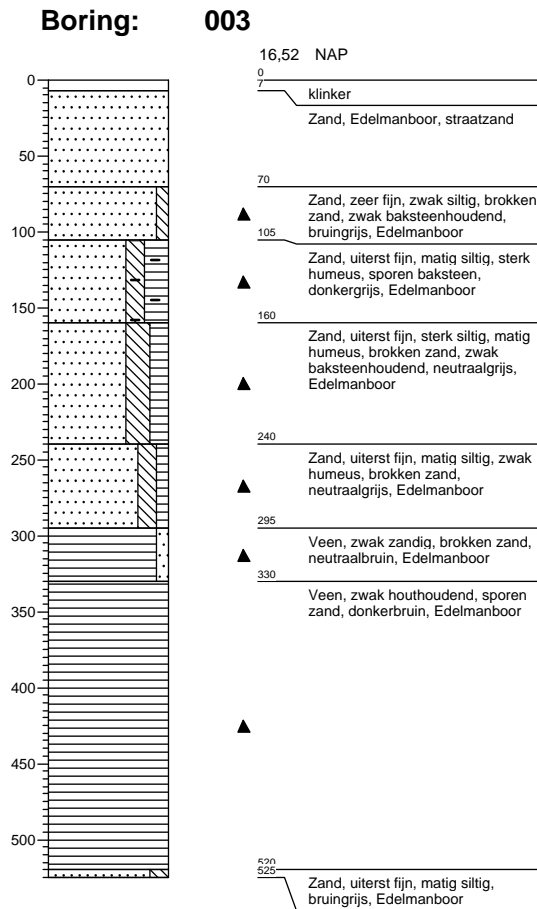 Boring: 003
16,52 NAP
0
0
7
klinker
Zand, Edelmanboor, straatzand
50
70
Zand, zeer fijn, zwak siltig, brokken
zand, zwak baksteenhoudend,
bruingrijs, Edelmanboor
100
105
Zand, uiterst fijn, matig siltig, sterk
humeus, sporen baksteen,
donkergrijs, Edelmanboor
150
160
Zand, uiterst fijn, sterk siltig, matig
humeus, brokken zand, zwak
baksteenhoudend, neutraalgrijs,
Edelmanboor
200
240
250
Zand, uiterst fijn, matig siltig, zwak
humeus, brokken zand,
neutraalgrijs, Edelmanboor
295
300
Veen, zwak zandig, brokken zand,
neutraalbruin, Edelmanboor
330
Veen, zwak houthoudend, sporen
zand, donkerbruin, Edelmanboor
350
400
450
500
520
525
Zand, uiterst fijn, matig siltig,
bruingrijs, Edelmanboor